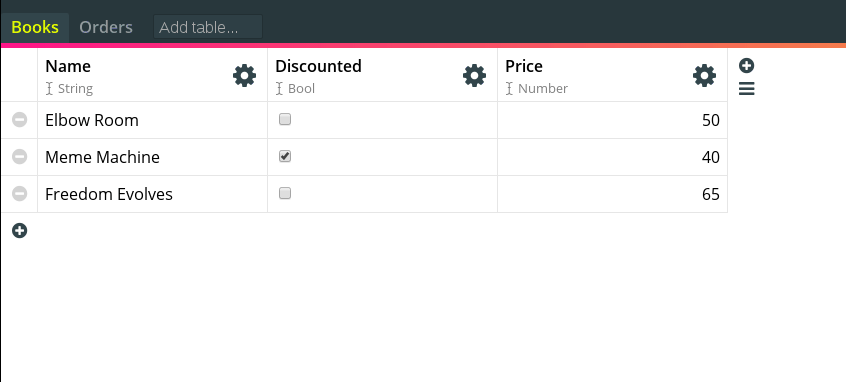 Books Orders Add table...
Name Discounted Price
String Bool Number
Elbow Room 50
Meme Machine 40
Freedom Evolves 65